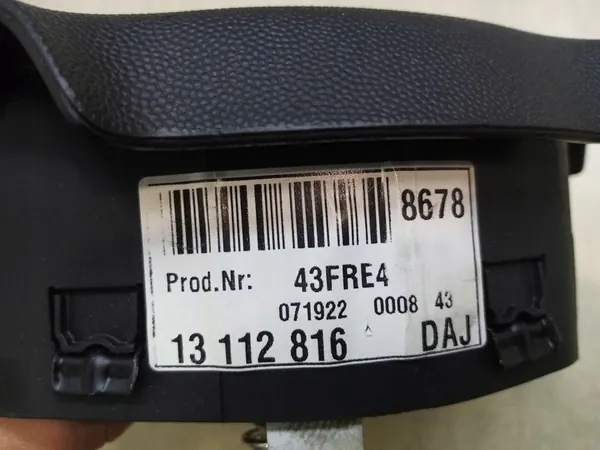 8678
Prod.Nr: 43FRE4
071922 0008 43
13 112 816 DAJ